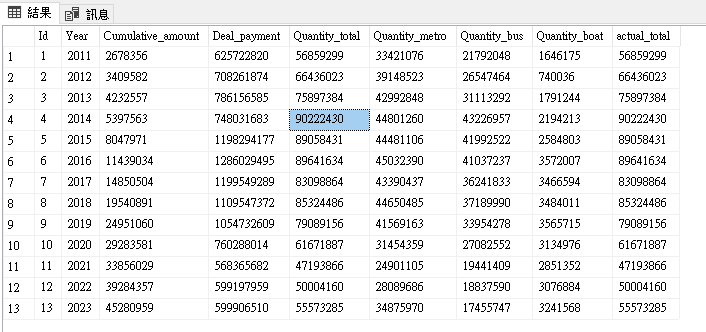 結果 訊息
Id Year Cumulative_amount Deal_payment Quantity_total Quantity_metro Quantity_bus Quantity_boat actual_total
1 1 2011 2678356 625722820 56859299 33421076 21792048 1646175 56859299
2 2 2012 3409582 708261874 66436023 39148523 26547464 740036 66436023
3 3 2013 4232557 786156585 75897384 42992848 31113292 1791244 75897384
4 4 2014 5397563 748031683 90222430 44801260 43226957 2194213 90222430
5 5 2015 8047971 1198294177 89058431 44481106 41992522 2584803 89058431
6 6 2016 11439034 1286029495 89641634 45032390 41037237 3572007 89641634
7 7 2017 14850504 1199549289 83098864 43390437 36241833 3466594 83098864
8 8 2018 19540891 1109547372 85324486 44650485 37189990 3484011 85324486
9 9 2019 24951060 1054732609 79089156 41569163 33954278 3565715 79089156
10 10 2020 29283581 760288014 61671887 31454359 27082552 3134976 61671887
11 11 2021 33856029 568365682 47193866 24901105 19441409 2851352 47193866
12 12 2022 39284357 599197959 50004160 28089686 18837590 3076884 50004160
13 13 2023 45280959 599906510 55573285 34875970 17455747 3241568 55573285